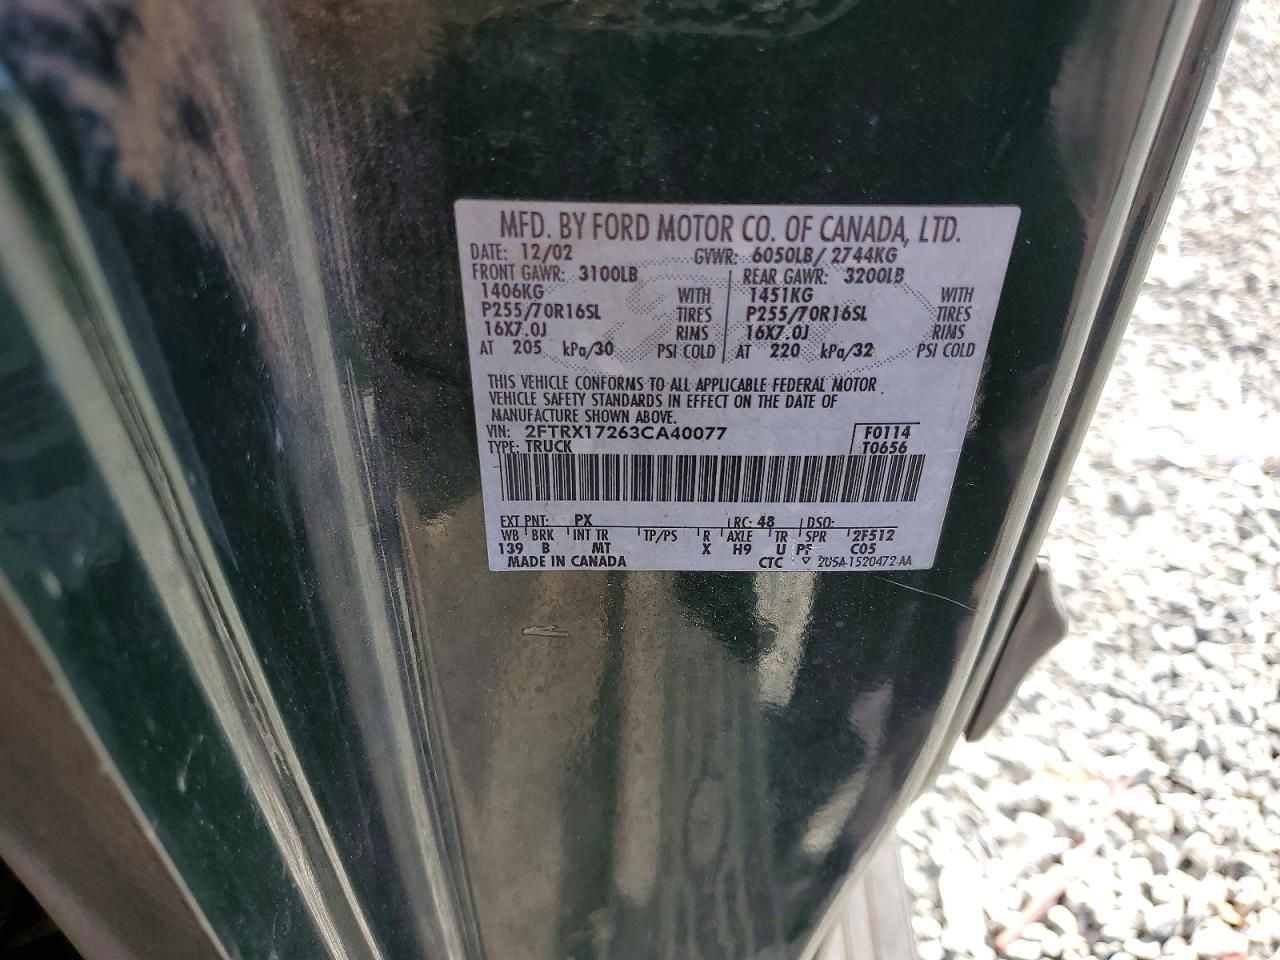 MFD. BY FORD MOTOR CO. OF CANADA, LTD.
DATE: 12/02 GVWR: 6050LB/ 2744KG
FRONT GAWR: 3100LB REAR GAWR: 3200LB
1406KG WITH 1451KG WITH
P255/70R16SL TIRES P255/70R16SL TIRES
16X7.0J RIMS 16X7.0J RIMS
AT 205 kPa/30 PSI COLD AT 220 kPa/32 PSI COLD
THIS VEHICLE CONFORMS TO ALL APPLICABLE FEDERAL MOTOR
VEHICLE SAFETY STANDARDS IN EFFECT ON THE DATE OF
MANUFACTURE SHOWN ABOVE.
VIN: 2FTRX17263CA40077 F0114
TYPE: TRUCK T0656
EXT PNT: PX RC: 48 DSO:
WB BRK INT TR TP/PS R AXLE TR SPR 2F512
139 B MT X H9 U C05
MADE IN CANADA CTC 2U5A-1520472-AA